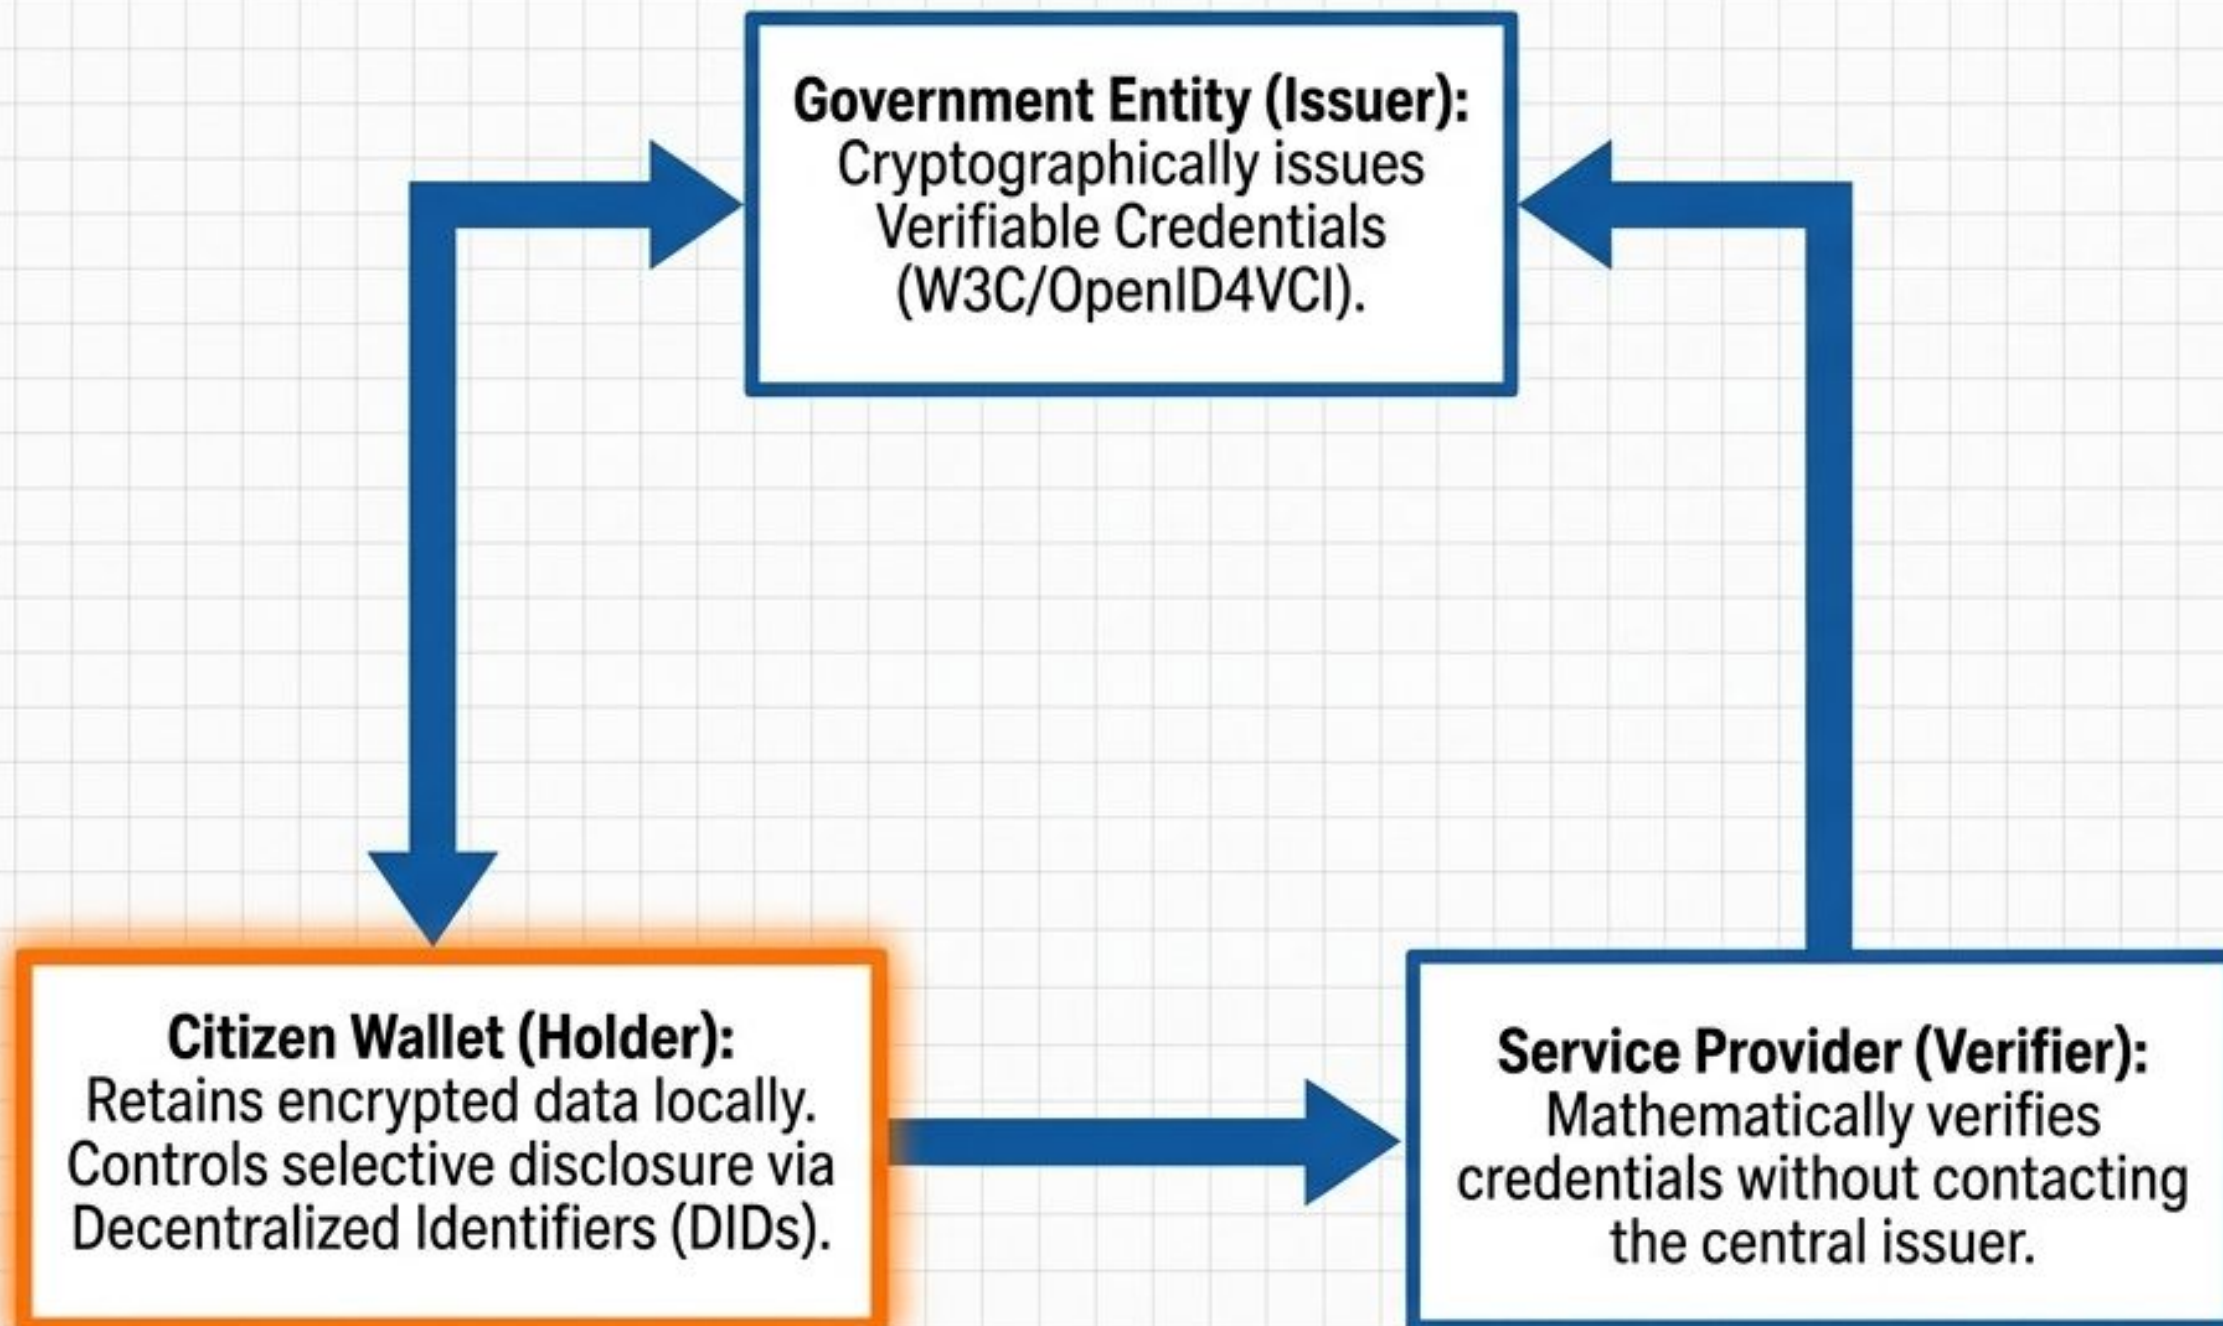 Government Entity (Issuer):
Cryptographically issues
Verifiable Credentials
(W3C/OpenID4VCI).
Citizen Wallet (Holder):
Retains encrypted data locally.
Controls selective disclosure via
Decentralized Identifiers (DIDs).
Service Provider (Verifier):
Mathematically verifies
credentials without contacting
the central issuer.